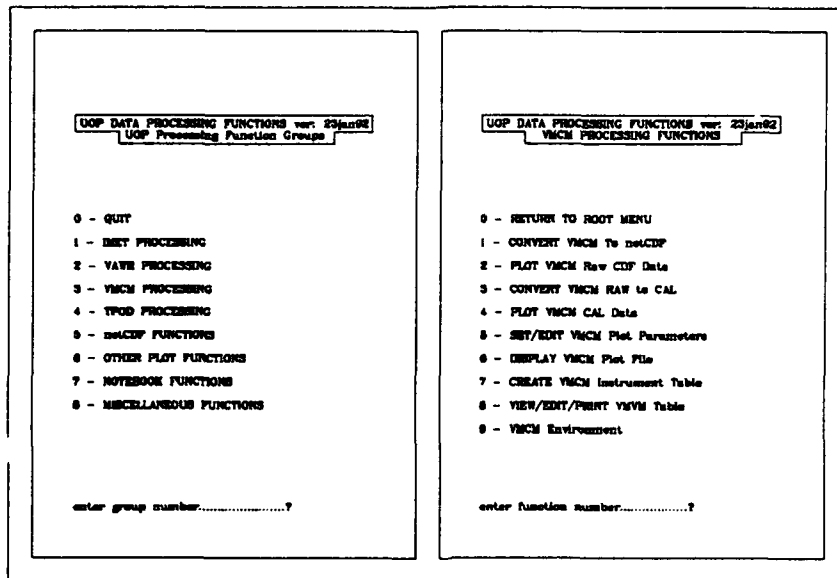 UOP DATA PROCESSING FUNCTIONS ver: 23jan92
UOP Processing Function Groups
0 - QUIT
1 - IMET PROCESSING
2 - VAWR PROCESSING
3 - VMCM PROCESSING
4 - TPOD PROCESSING
5 - netCDF FUNCTIONS
6 - OTHER PLOT FUNCTIONS
7 - NOTEBOOK FUNCTIONS
8 - MISCELLANEOUS FUNCTIONS
enter group number.....................?
UOP DATA PROCESSING FUNCTIONS ver: 23jan92
VMCM PROCESSING FUNCTIONS
0 - RETURN TO ROOT MENU
1 - CONVERT VMCM To netCDF
2 - PLOT VMCM Raw CDF Data
3 - CONVERT VMCM RAW to CAL
4 - PLOT VMCM CAL Data
5 - SET/EDIT VMCM Plot Parameters
6 - DISPLAY VMCM Plot File
7 - CREATE VMCM Instrument Table
8 - VIEW/EDIT/PRINT VMVM Table
9 - VMCM Environment
enter function number................?